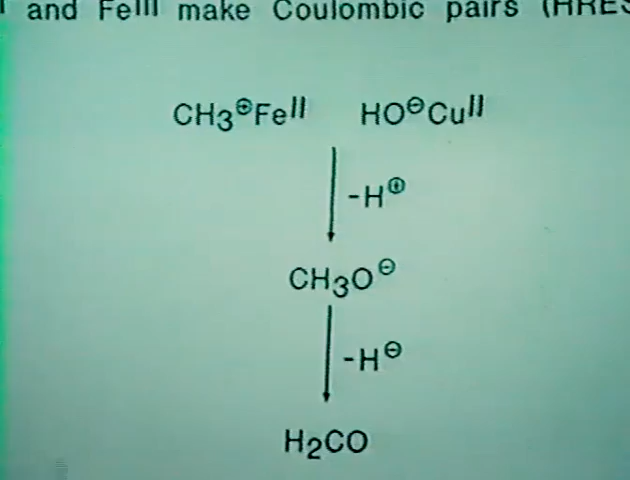 and FeIII make Coulombic pairs
CH3⊕FeII HO⊖CuII
-H⊕
CH3O⊖
-H⊖
H2CO